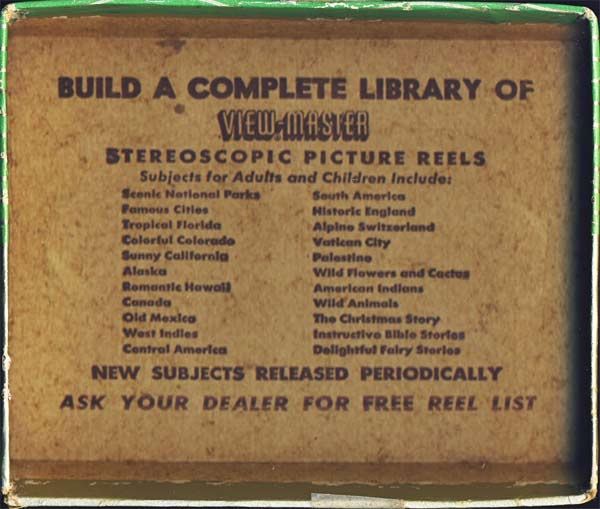 BUILD A COMPLETE LIBRARY OF
VIEW-MASTER
STEREOSCOPIC PICTURE REELS
Subjects for Adults and Children Include:
Scenic National Parks
Famous Cities
Tropical Florida
Colorful Colorado
Sunny California
Alaska
Romantic Hawaii
Canada
Old Mexico
West Indies
Central America
South America
Historic England
Alpine Switzerland
Vatican City
Palestine
Wild Flowers and Cactus
American Indians
Wild Animals
The Christmas Story
Instructive Bible Stories
Delightful Fairy Stories
NEW SUBJECTS RELEASED PERIODICALLY
ASK YOUR DEALER FOR FREE REEL LIST